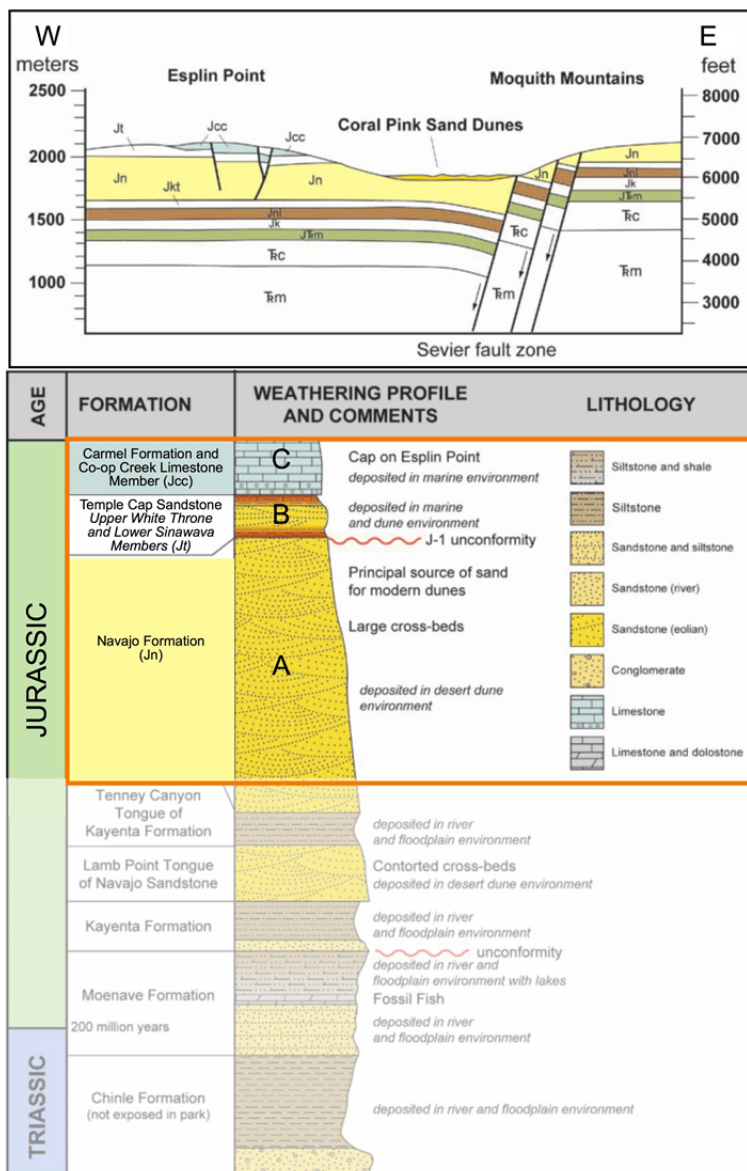 W
E
meters
feet
Esplin Point
Moquith Mountains
Coral Pink Sand Dunes
2500
2000
1500
1000
8000
7000
6000
5000
4000
3000
Jt
Jcc
Jcc
Jn
Jn
Jn
Jn
Jkt
Jnl
Jnl
Jk
Jk
JTRm
JTRm
TRc
TRc
TRc
TRm
TRm
TRm
Sevier fault zone
AGE
FORMATION
WEATHERING PROFILE
AND COMMENTS
LITHOLOGY
JURASSIC
TRIASSIC
Carmel Formation and
Co-op Creek Limestone
Member (Jcc)
C
Cap on Esplin Point
deposited in marine environment
Temple Cap Sandstone
Upper White Throne
and Lower Sinawava
Members (Jt)
B
deposited in marine
and dune environment
J-1 unconformity
Navajo Formation
(Jn)
A
Principal source of sand
for modern dunes
Large cross-beds
deposited in desert dune
environment
Siltstone and shale
Siltstone
Sandstone and siltstone
Sandstone (river)
Sandstone (eolian)
Conglomerate
Limestone
Limestone and dolostone
Tenney Canyon
Tongue of
Kayenta Formation
deposited in river
and floodplain environment
Lamb Point Tongue
of Navajo Sandstone
Contorted cross-beds
deposited in desert dune environment
Kayenta Formation
deposited in river
and floodplain environment
unconformity
Moenave Formation
deposited in river and
floodplain environment with lakes
Fossil Fish
200 million years
deposited in river
and floodplain environment
Chinle Formation
(not exposed in park)
deposited in river and floodplain environment